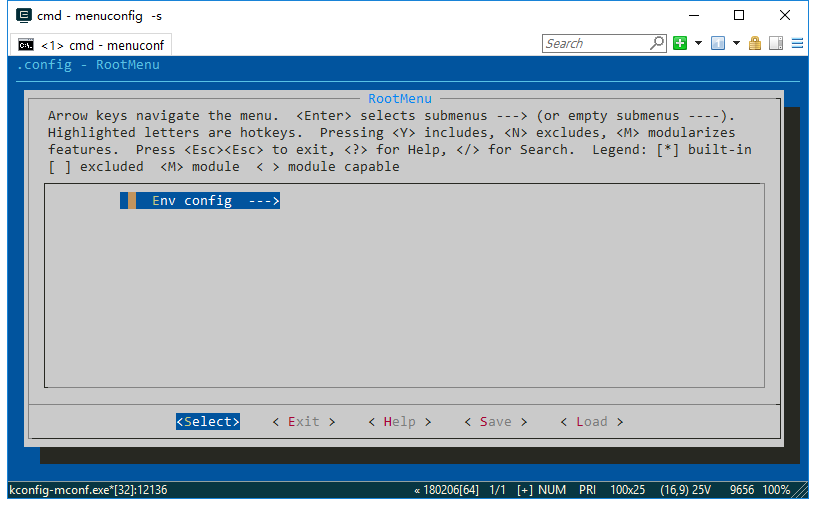 cmd - menuconfig  -s
<1> cmd - menuconf
Search
.config - RootMenu
RootMenu
Arrow keys navigate the menu.  <Enter> selects submenus ---> (or empty submenus ----).
Highlighted letters are hotkeys.  Pressing <Y> includes, <N> excludes, <M> modularizes
features.  Press <Esc><Esc> to exit, <?> for Help, </> for Search.  Legend: [*] built-in
[ ] excluded  <M> module  < > module capable
Env config  --->
<Select>    < Exit >    < Help >    < Save >    < Load >
kconfig-mconf.exe*[32]:12136    « 180206[64]  1/1  [+] NUM  PRI  100x25  (16,9) 25V  9656  100%